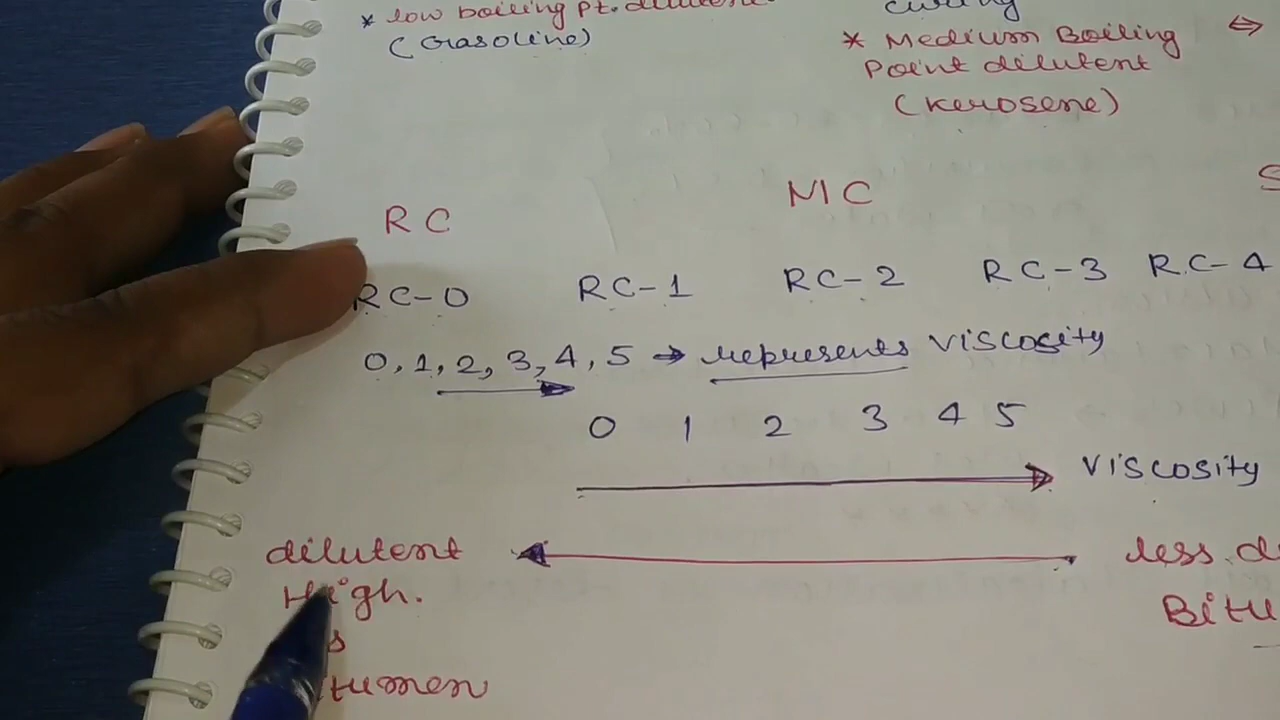 * low boiling pt. dilutent
(Gasoline)
curing
* Medium Boiling
Point dilutent
(kerosene)
RC
MC
RC-0 RC-1 RC-2 RC-3 RC-4
0, 1, 2, 3, 4, 5 → represents viscosity
0 1 2 3 4 5
viscosity
dilutent
High.
less